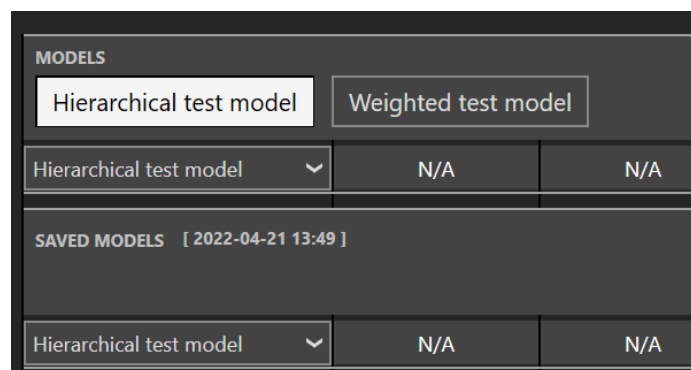 MODELS
Hierarchical test model Weighted test model
Hierarchical test model N/A N/A
SAVED MODELS [ 2022-04-21 13:49 ]
Hierarchical test model N/A N/A